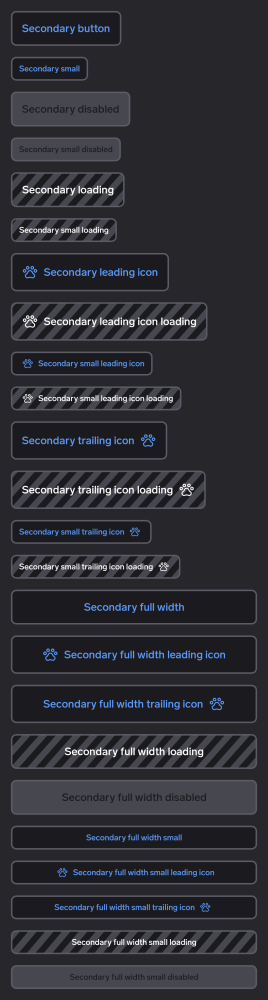 Secondary button
Secondary small
Secondary disabled
Secondary small disabled
Secondary loading
Secondary small loading
Secondary leading icon
Secondary leading icon loading
Secondary small leading icon
Secondary small leading icon loading
Secondary trailing icon
Secondary trailing icon loading
Secondary small trailing icon
Secondary small trailing icon loading
Secondary full width
Secondary full width leading icon
Secondary full width trailing icon
Secondary full width loading
Secondary full width disabled
Secondary full width small
Secondary full width small leading icon
Secondary full width small trailing icon
Secondary full width small loading
Secondary full width small disabled